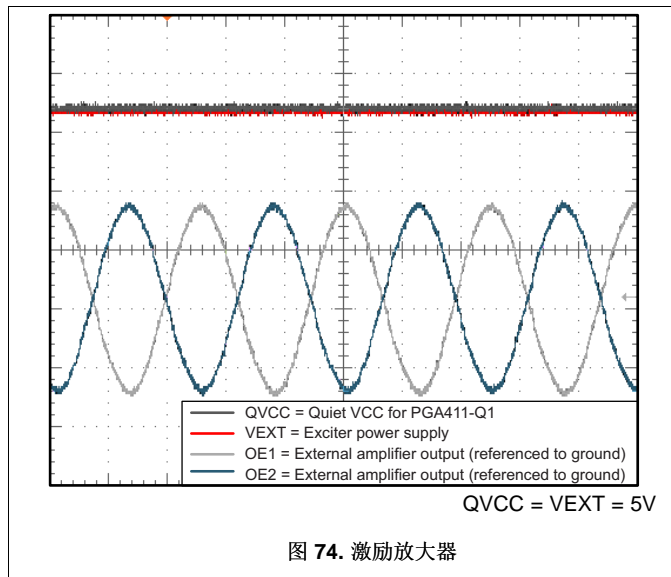 QVCC = Quiet VCC for PGA411-Q1
VEXT = Exciter power supply
OE1 = External amplifier output (referenced to ground)
OE2 = External amplifier output (referenced to ground)
QVCC = VEXT = 5V
图 74. 激励放大器